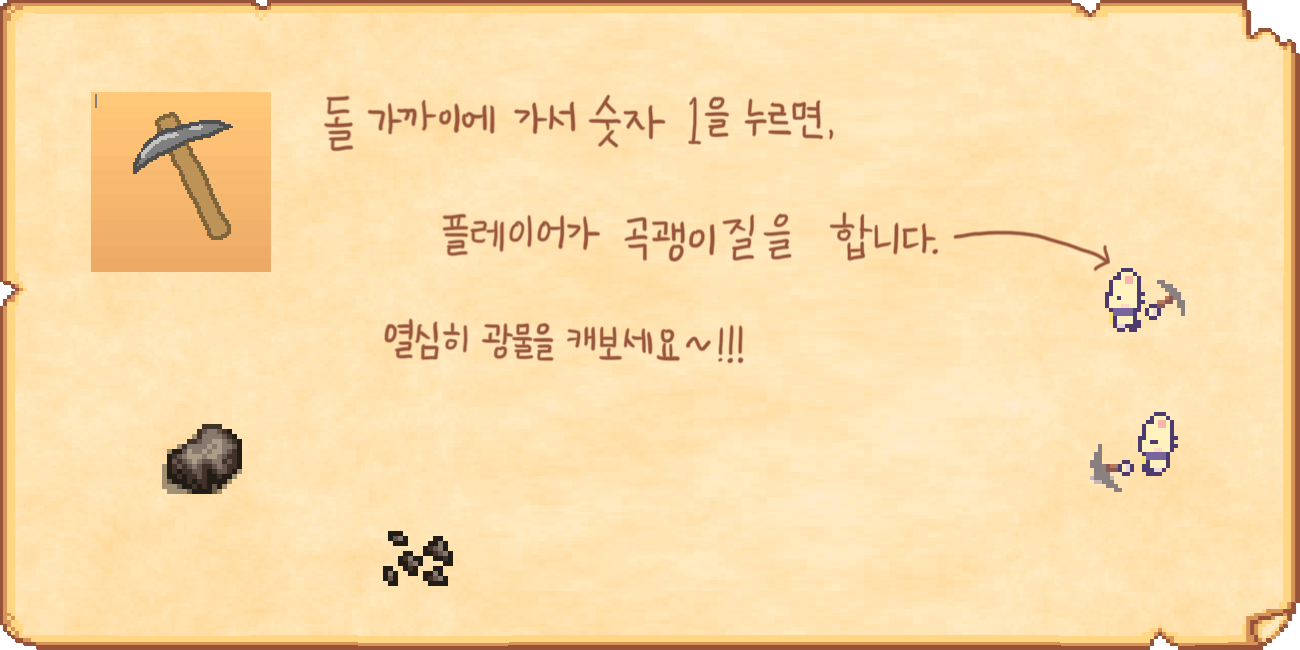 돌 가까이에 가서 숫자 1을 누르면,
플레이어가 곡괭이질을 합니다.
열심히 광물을 캐보세요~!!!